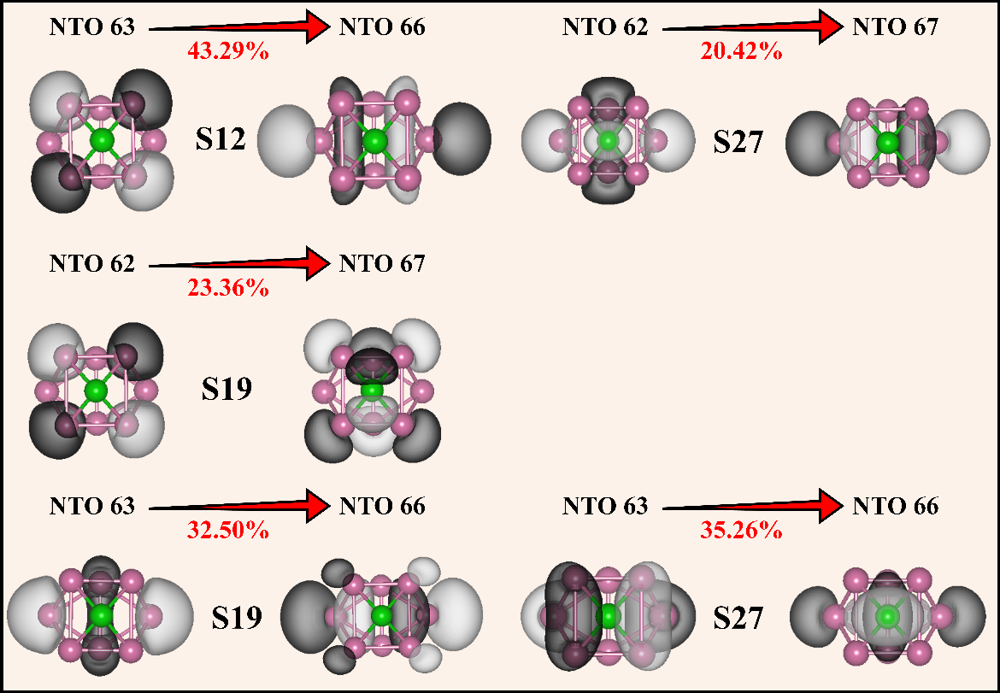 NTO 63 NTO 66 NTO 62 NTO 67
43.29% 20.42%
S12 S27
NTO 62 NTO 67
23.36%
S19
NTO 63 NTO 66 NTO 63 NTO 66
32.50% 35.26%
S19 S27